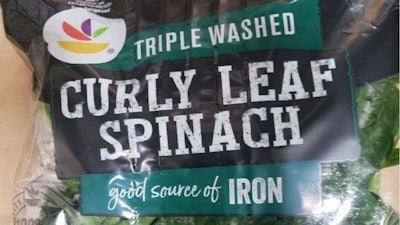 TRIPLE WASHED
CURLY LEAF
SPINACH
good source of IRON